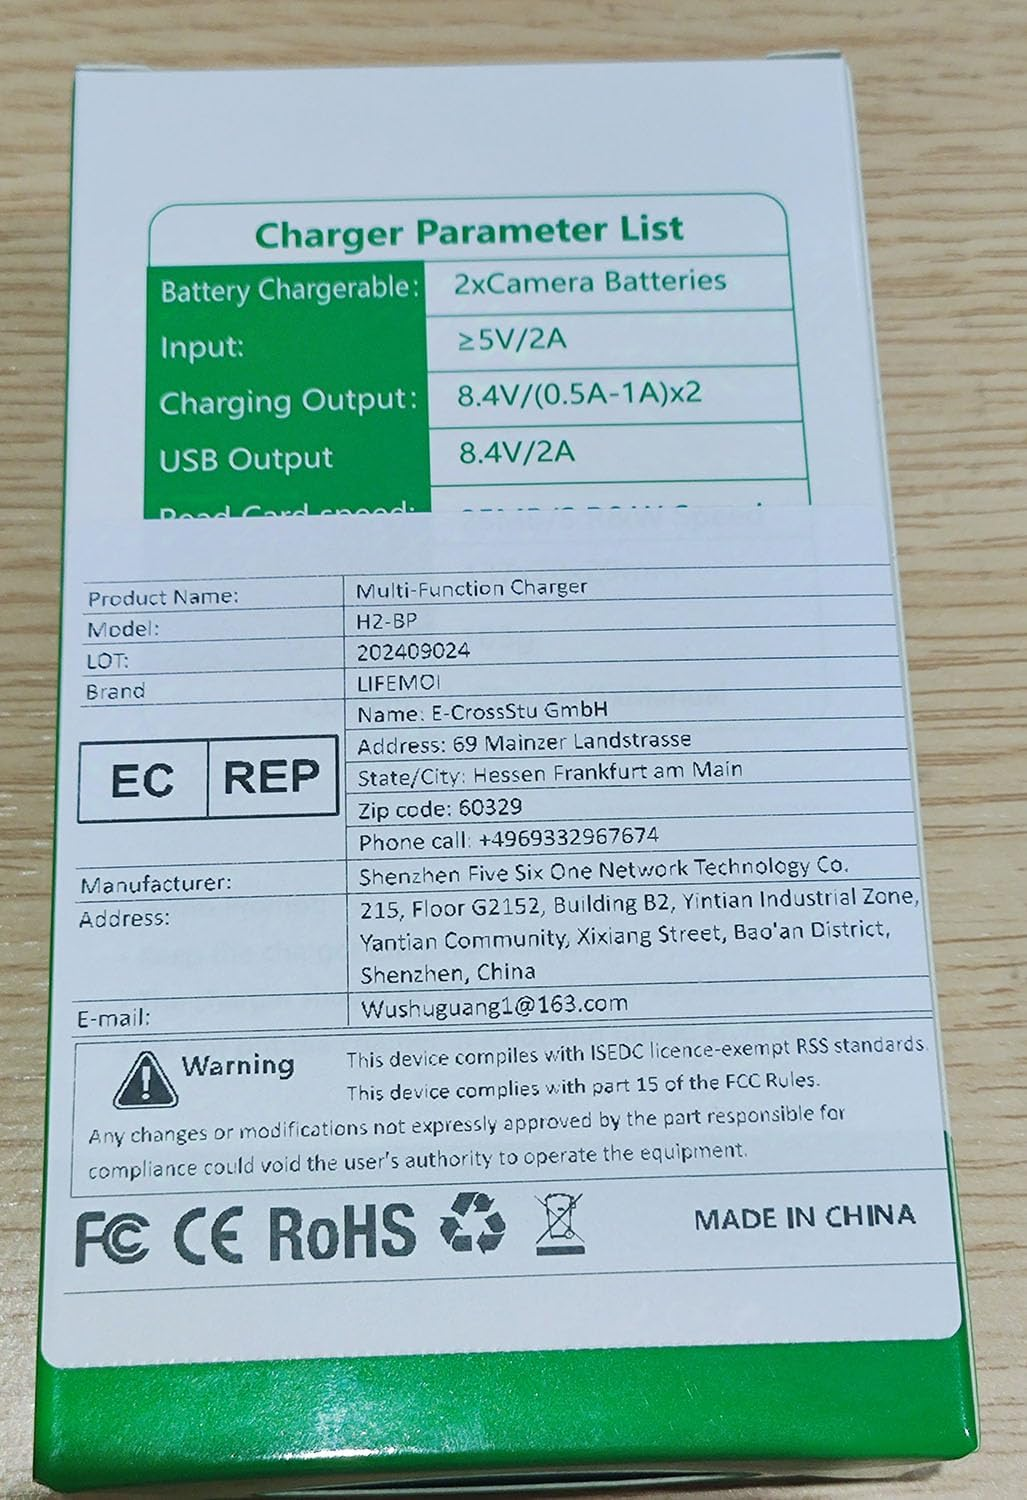 Charger Parameter List
Battery Chargerable: 2xCamera Batteries
Input: ≥5V/2A
Charging Output: 8.4V/(0.5A-1A)x2
USB Output 8.4V/2A
Read Card speed:
Product Name: Multi-Function Charger
Model: H2-BP
LOT: 202409024
Brand LIFEMOI
EC REP
Name: E-CrossStu GmbH
Address: 69 Mainzer Landstrasse
State/City: Hessen Frankfurt am Main
Zip code: 60329
Phone call: +4969332967674
Manufacturer: Shenzhen Five Six One Network Technology Co.
Address: 215, Floor G2152, Building B2, Yintian Industrial Zone,
Yantian Community, Xixiang Street, Bao'an District,
Shenzhen, China
E-mail: Wushuguang1@163.com
Warning This device compiles with ISEDC licence-exempt RSS standards.
This device complies with part 15 of the FCC Rules.
Any changes or modifications not expressly approved by the part responsible for
compliance could void the user's authority to operate the equipment.
FC CE RoHS MADE IN CHINA